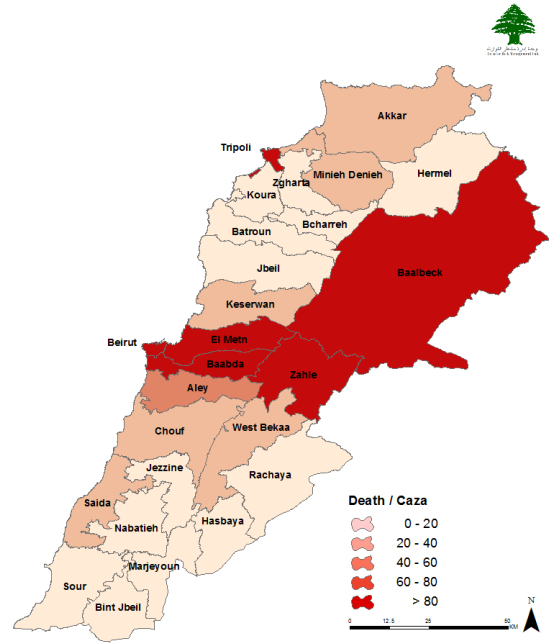 Akkar
Tripoli
Minieh Denieh
Hermel
Zgharta
Koura
Bcharreh
Batroun
Jbeil
Baalbeck
Keserwan
El Metn
Beirut
Baabda
Zahle
Aley
West Bekaa
Chouf
Jezzine
Rachaya
Saida
Hasbaya
Nabatieh
Marjeyoun
Sour
Bint Jbeil
Death / Caza
0 - 20
20 - 40
40 - 60
60 - 80
> 80
N
0 12.5 25 50
KM